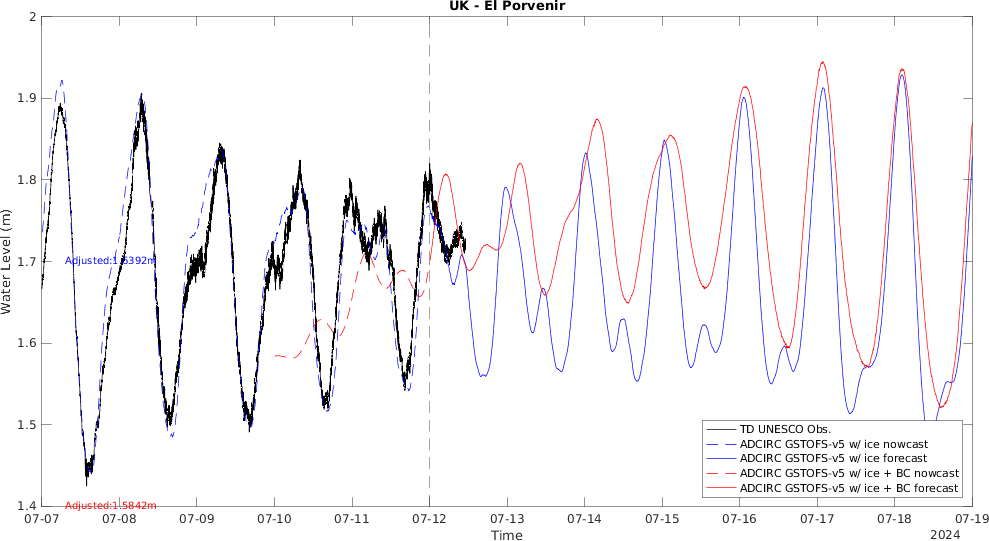 UK - El Porvenir
2
1.9
1.8
1.7
1.6
1.5
1.4
Water Level (m)
Adjusted:1.5392m
Adjusted:1.5842m
TD UNESCO Obs.
ADCIRC GSTOFS-v5 w/ ice nowcast
ADCIRC GSTOFS-v5 w/ ice forecast
ADCIRC GSTOFS-v5 w/ ice + BC nowcast
ADCIRC GSTOFS-v5 w/ ice + BC forecast
07-07 07-08 07-09 07-10 07-11 07-12 07-13 07-14 07-15 07-16 07-17 07-18 07-19
Time
2024